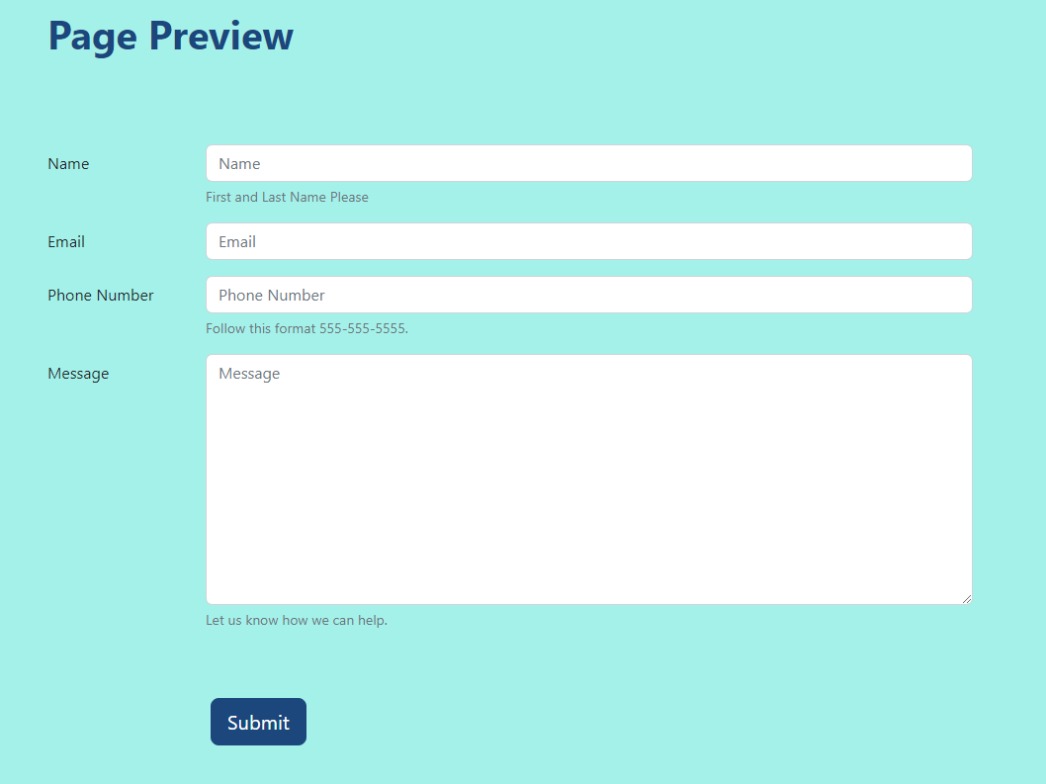 Page Preview
Name
Name
First and Last Name Please
Email
Email
Phone Number
Phone Number
Follow this format 555-555-5555.
Message
Message
Let us know how we can help.
Submit